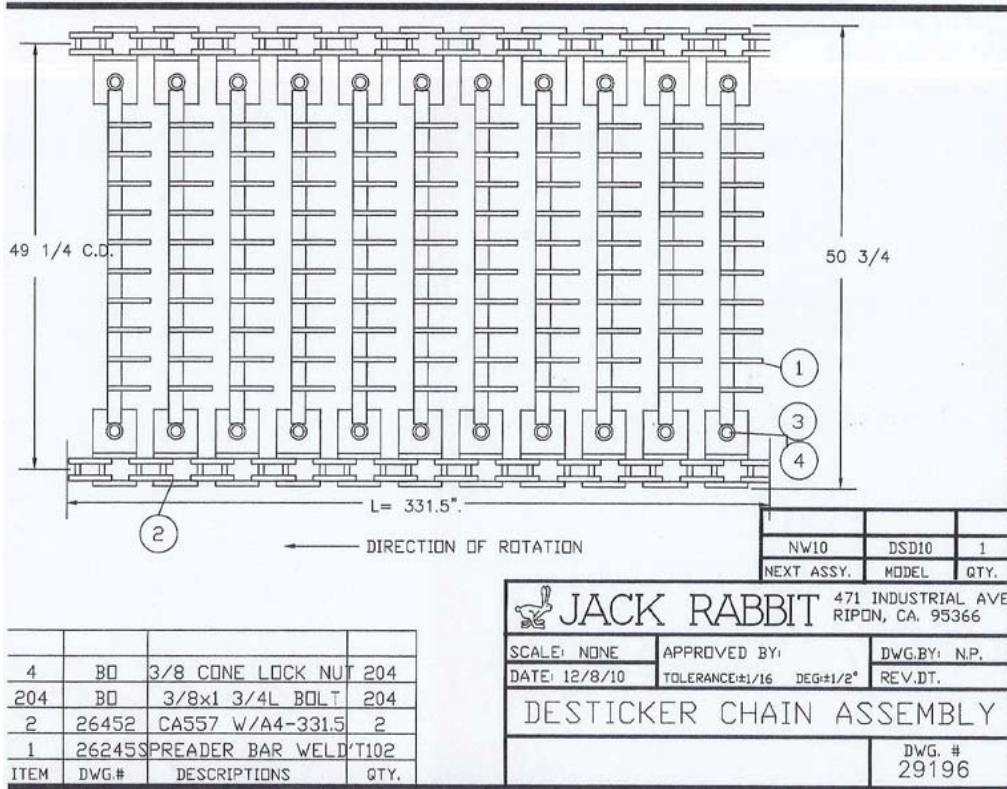 49 1/4 C.D.
50 3/4
1
3
4
2
L= 331.5".
DIRECTION OF ROTATION
NW10 DSD10 1
NEXT ASSY. MODEL QTY.
JACK RABBIT
471 INDUSTRIAL AVE
RIPON, CA. 95366
SCALE: NONE APPROVED BY: DWG.BY: N.P.
DATE: 12/8/10 TOLERANCE:±1/16 DEG:±1/2° REV.DT.
DESTICKER CHAIN ASSEMBLY
DWG. #
29196
4 BO 3/8 CONE LOCK NUT 204
204 BO 3/8x1 3/4L BOLT 204
2 26452 CA557 W/A4-331.5 2
1 26245SPREADER BAR WELD'T102
ITEM DWG.# DESCRIPTIONS QTY.